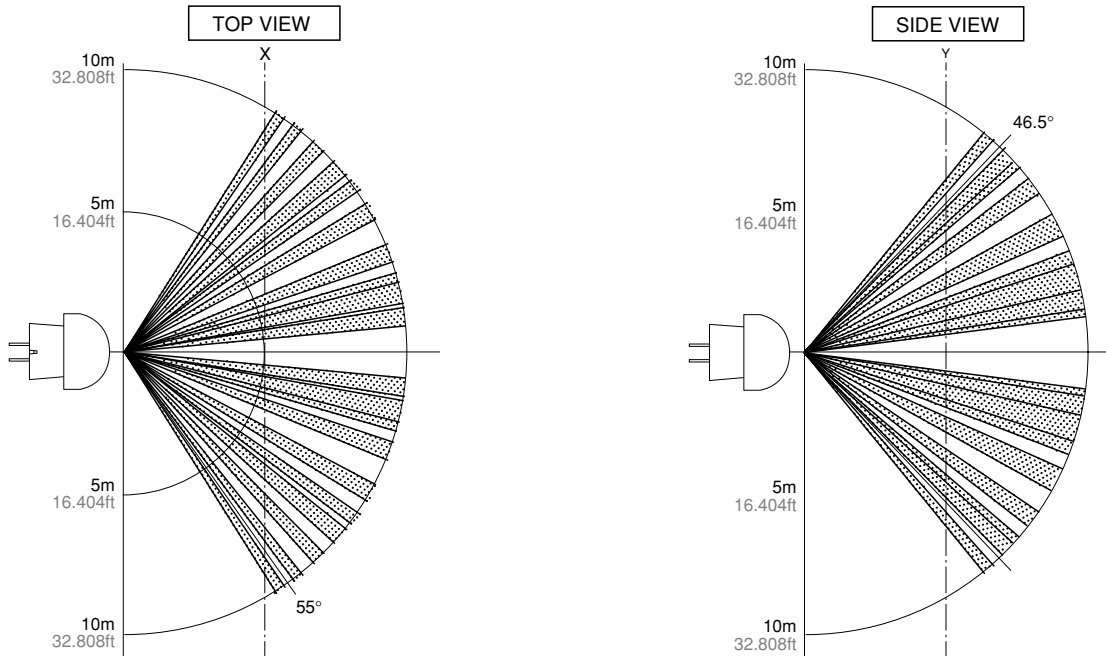 TOP VIEW
X
10m
32.808ft
5m
16.404ft
5m
16.404ft
10m
32.808ft
55°
SIDE VIEW
Y
10m
32.808ft
46.5°
5m
16.404ft
5m
16.404ft
10m
32.808ft